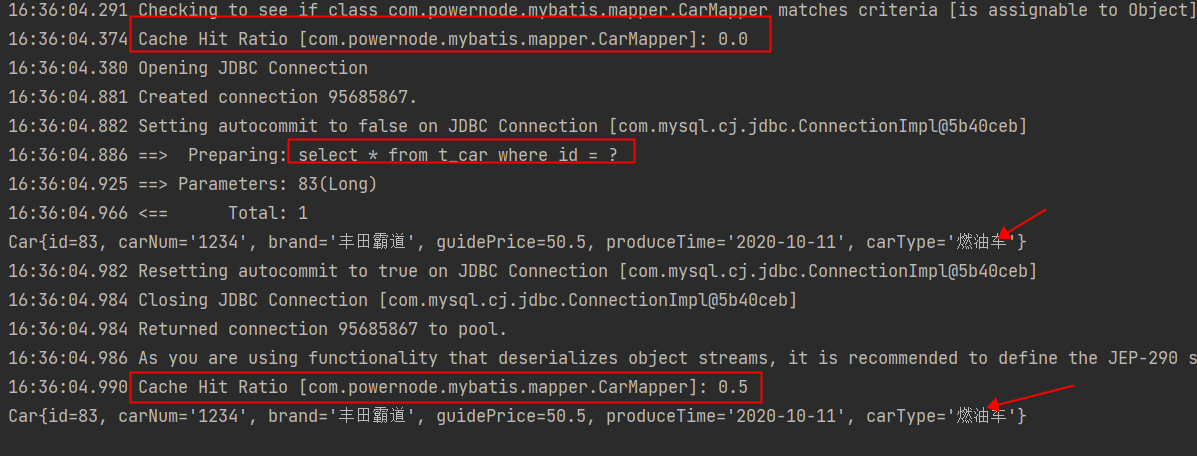 16:36:04.291 Checking to see if class com.powernode.mybatis.mapper.CarMapper matches criteria [is assignable to Object]
16:36:04.374 Cache Hit Ratio [com.powernode.mybatis.mapper.CarMapper]: 0.0
16:36:04.380 Opening JDBC Connection
16:36:04.881 Created connection 95685867.
16:36:04.882 Setting autocommit to false on JDBC Connection [com.mysql.cj.jdbc.ConnectionImpl@5b40ceb]
16:36:04.886 ==>  Preparing: select * from t_car where id = ?
16:36:04.925 ==> Parameters: 83(Long)
16:36:04.966 <==      Total: 1
Car{id=83, carNum='1234', brand='丰田霸道', guidePrice=50.5, produceTime='2020-10-11', carType='燃油车'}
16:36:04.982 Resetting autocommit to true on JDBC Connection [com.mysql.cj.jdbc.ConnectionImpl@5b40ceb]
16:36:04.984 Closing JDBC Connection [com.mysql.cj.jdbc.ConnectionImpl@5b40ceb]
16:36:04.984 Returned connection 95685867 to pool.
16:36:04.986 As you are using functionality that deserializes object streams, it is recommended to define the JEP-290 s
16:36:04.990 Cache Hit Ratio [com.powernode.mybatis.mapper.CarMapper]: 0.5
Car{id=83, carNum='1234', brand='丰田霸道', guidePrice=50.5, produceTime='2020-10-11', carType='燃油车'}